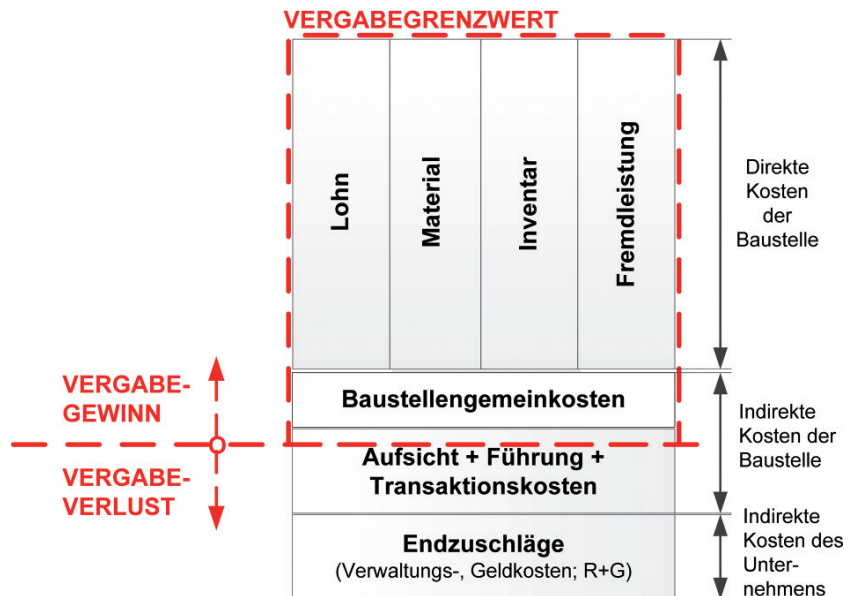 VERGABEGRENZWERT
Lohn
Material
Inventar
Fremdleistung
Direkte
Kosten
der
Baustelle
VERGABE-
GEWINN
VERGABE-
VERLUST
Baustellengemeinkosten
Aufsicht + Führung +
Transaktionskosten
Indirekte
Kosten der
Baustelle
Endzuschläge
(Verwaltungs-, Geldkosten; R+G)
Indirekte
Kosten des
Unter-
nehmens